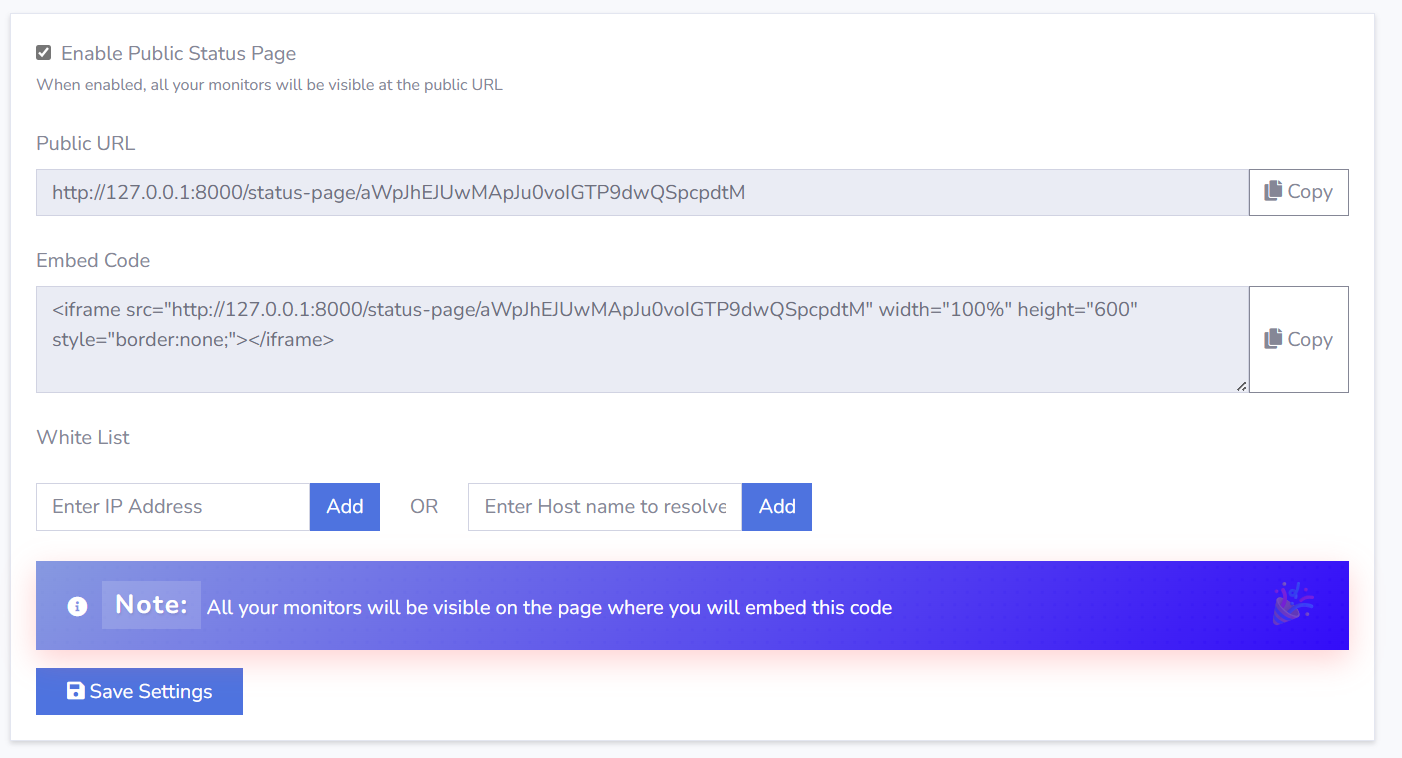 Enable Public Status Page
When enabled, all your monitors will be visible at the public URL
Public URL
http://127.0.0.1:8000/status-page/aWpJhEJUwMApJu0voIGTP9dwQSpcpdtM
Copy
Embed Code
<iframe src="http://127.0.0.1:8000/status-page/aWpJhEJUwMApJu0voIGTP9dwQSpcpdtM" width="100%" height="600"
style="border:none;"></iframe>
Copy
White List
Enter IP Address Add OR Enter Host name to resolve Add
Note: All your monitors will be visible on the page where you will embed this code
Save Settings